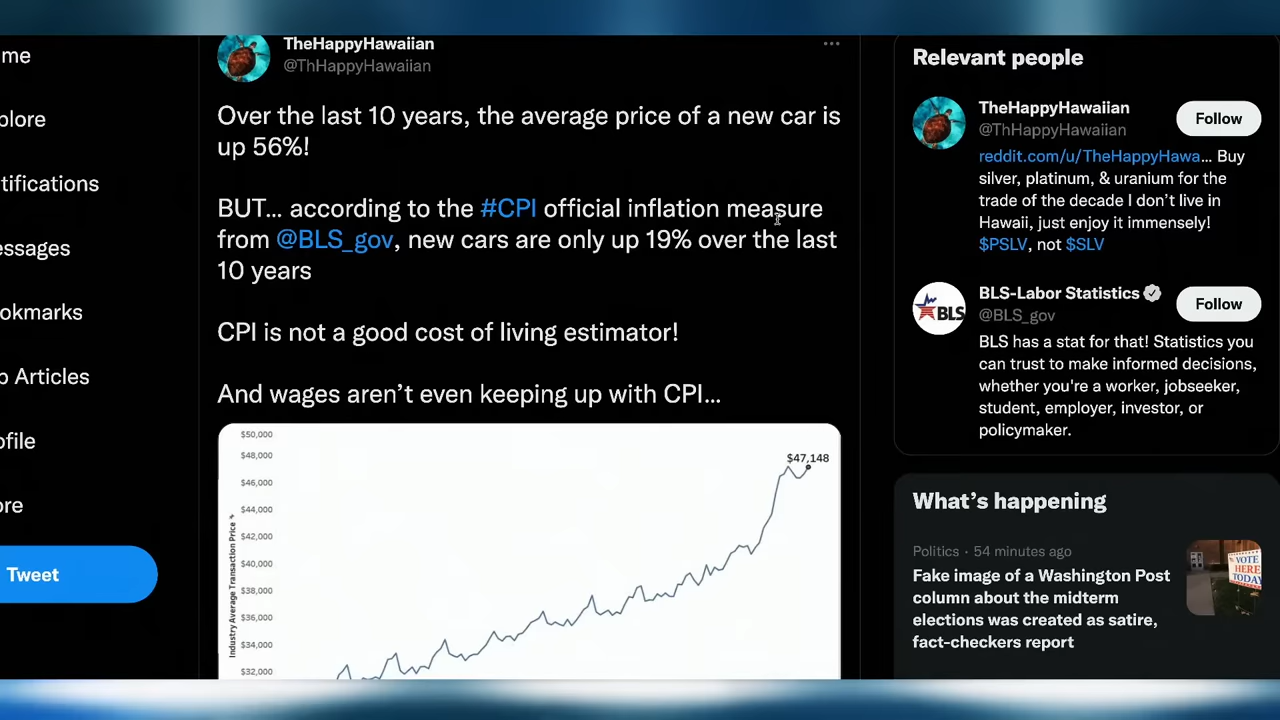 me
plore
tifications
essages
okmarks
p Articles
ofile
ore
Tweet
TheHappyHawaiian
@ThHappyHawaiian
Over the last 10 years, the average price of a new car is
up 56%!
BUT... according to the #CPI official inflation measure
from @BLS_gov, new cars are only up 19% over the last
10 years
CPI is not a good cost of living estimator!
And wages aren't even keeping up with CPI...
$50,000
$48,000
$46,000
$44,000
$42,000
$40,000
$38,000
$36,000
$34,000
$32,000
Industry Average Transaction Price
$47,148
Relevant people
TheHappyHawaiian
@ThHappyHawaiian
Follow
reddit.com/u/TheHappyHawa... Buy
silver, platinum, & uranium for the
trade of the decade I don't live in
Hawaii, just enjoy it immensely!
$PSLV, not $SLV
BLS-Labor Statistics
@BLS_gov
Follow
BLS
BLS has a stat for that! Statistics you
can trust to make informed decisions,
whether you're a worker, jobseeker,
student, employer, investor, or
policymaker.
What's happening
Politics · 54 minutes ago
Fake image of a Washington Post
column about the midterm
elections was created as satire,
fact-checkers report
VOTE
HERE
TODAY